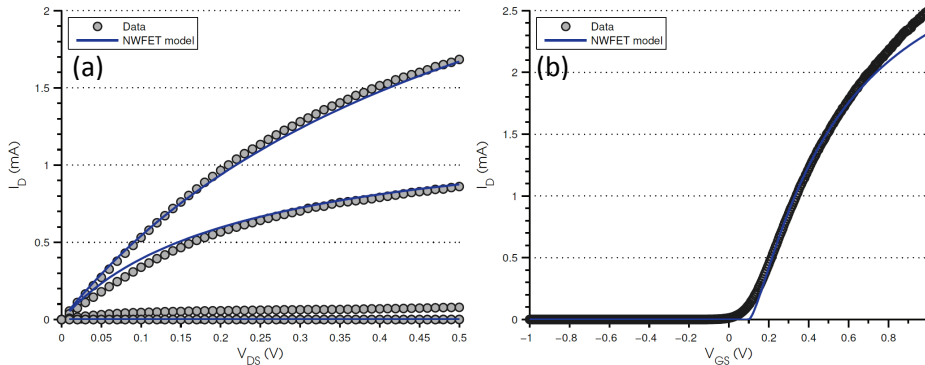 2
Data
NWFET model
(a)
1.5
1
0.5
0
I_D (mA)
0 0.05 0.1 0.15 0.2 0.25 0.3 0.35 0.4 0.45 0.5
V_DS (V)
2.5
Data
NWFET model
(b)
2
1.5
1
0.5
0
I_D (mA)
−1 −0.8 −0.6 −0.4 −0.2 0 0.2 0.4 0.6 0.8
V_GS (V)